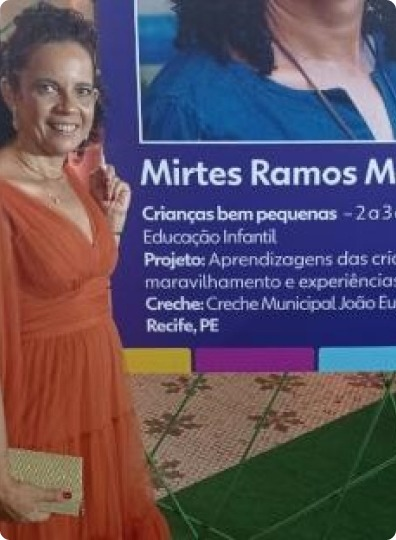 Mirtes Ramos M
Crianças bem pequenas – 2 a 3
Educação Infantil
Projeto: Aprendizagens das cria
maravilhamento e experiências
Creche: Creche Municipal João Eu
Recife, PE